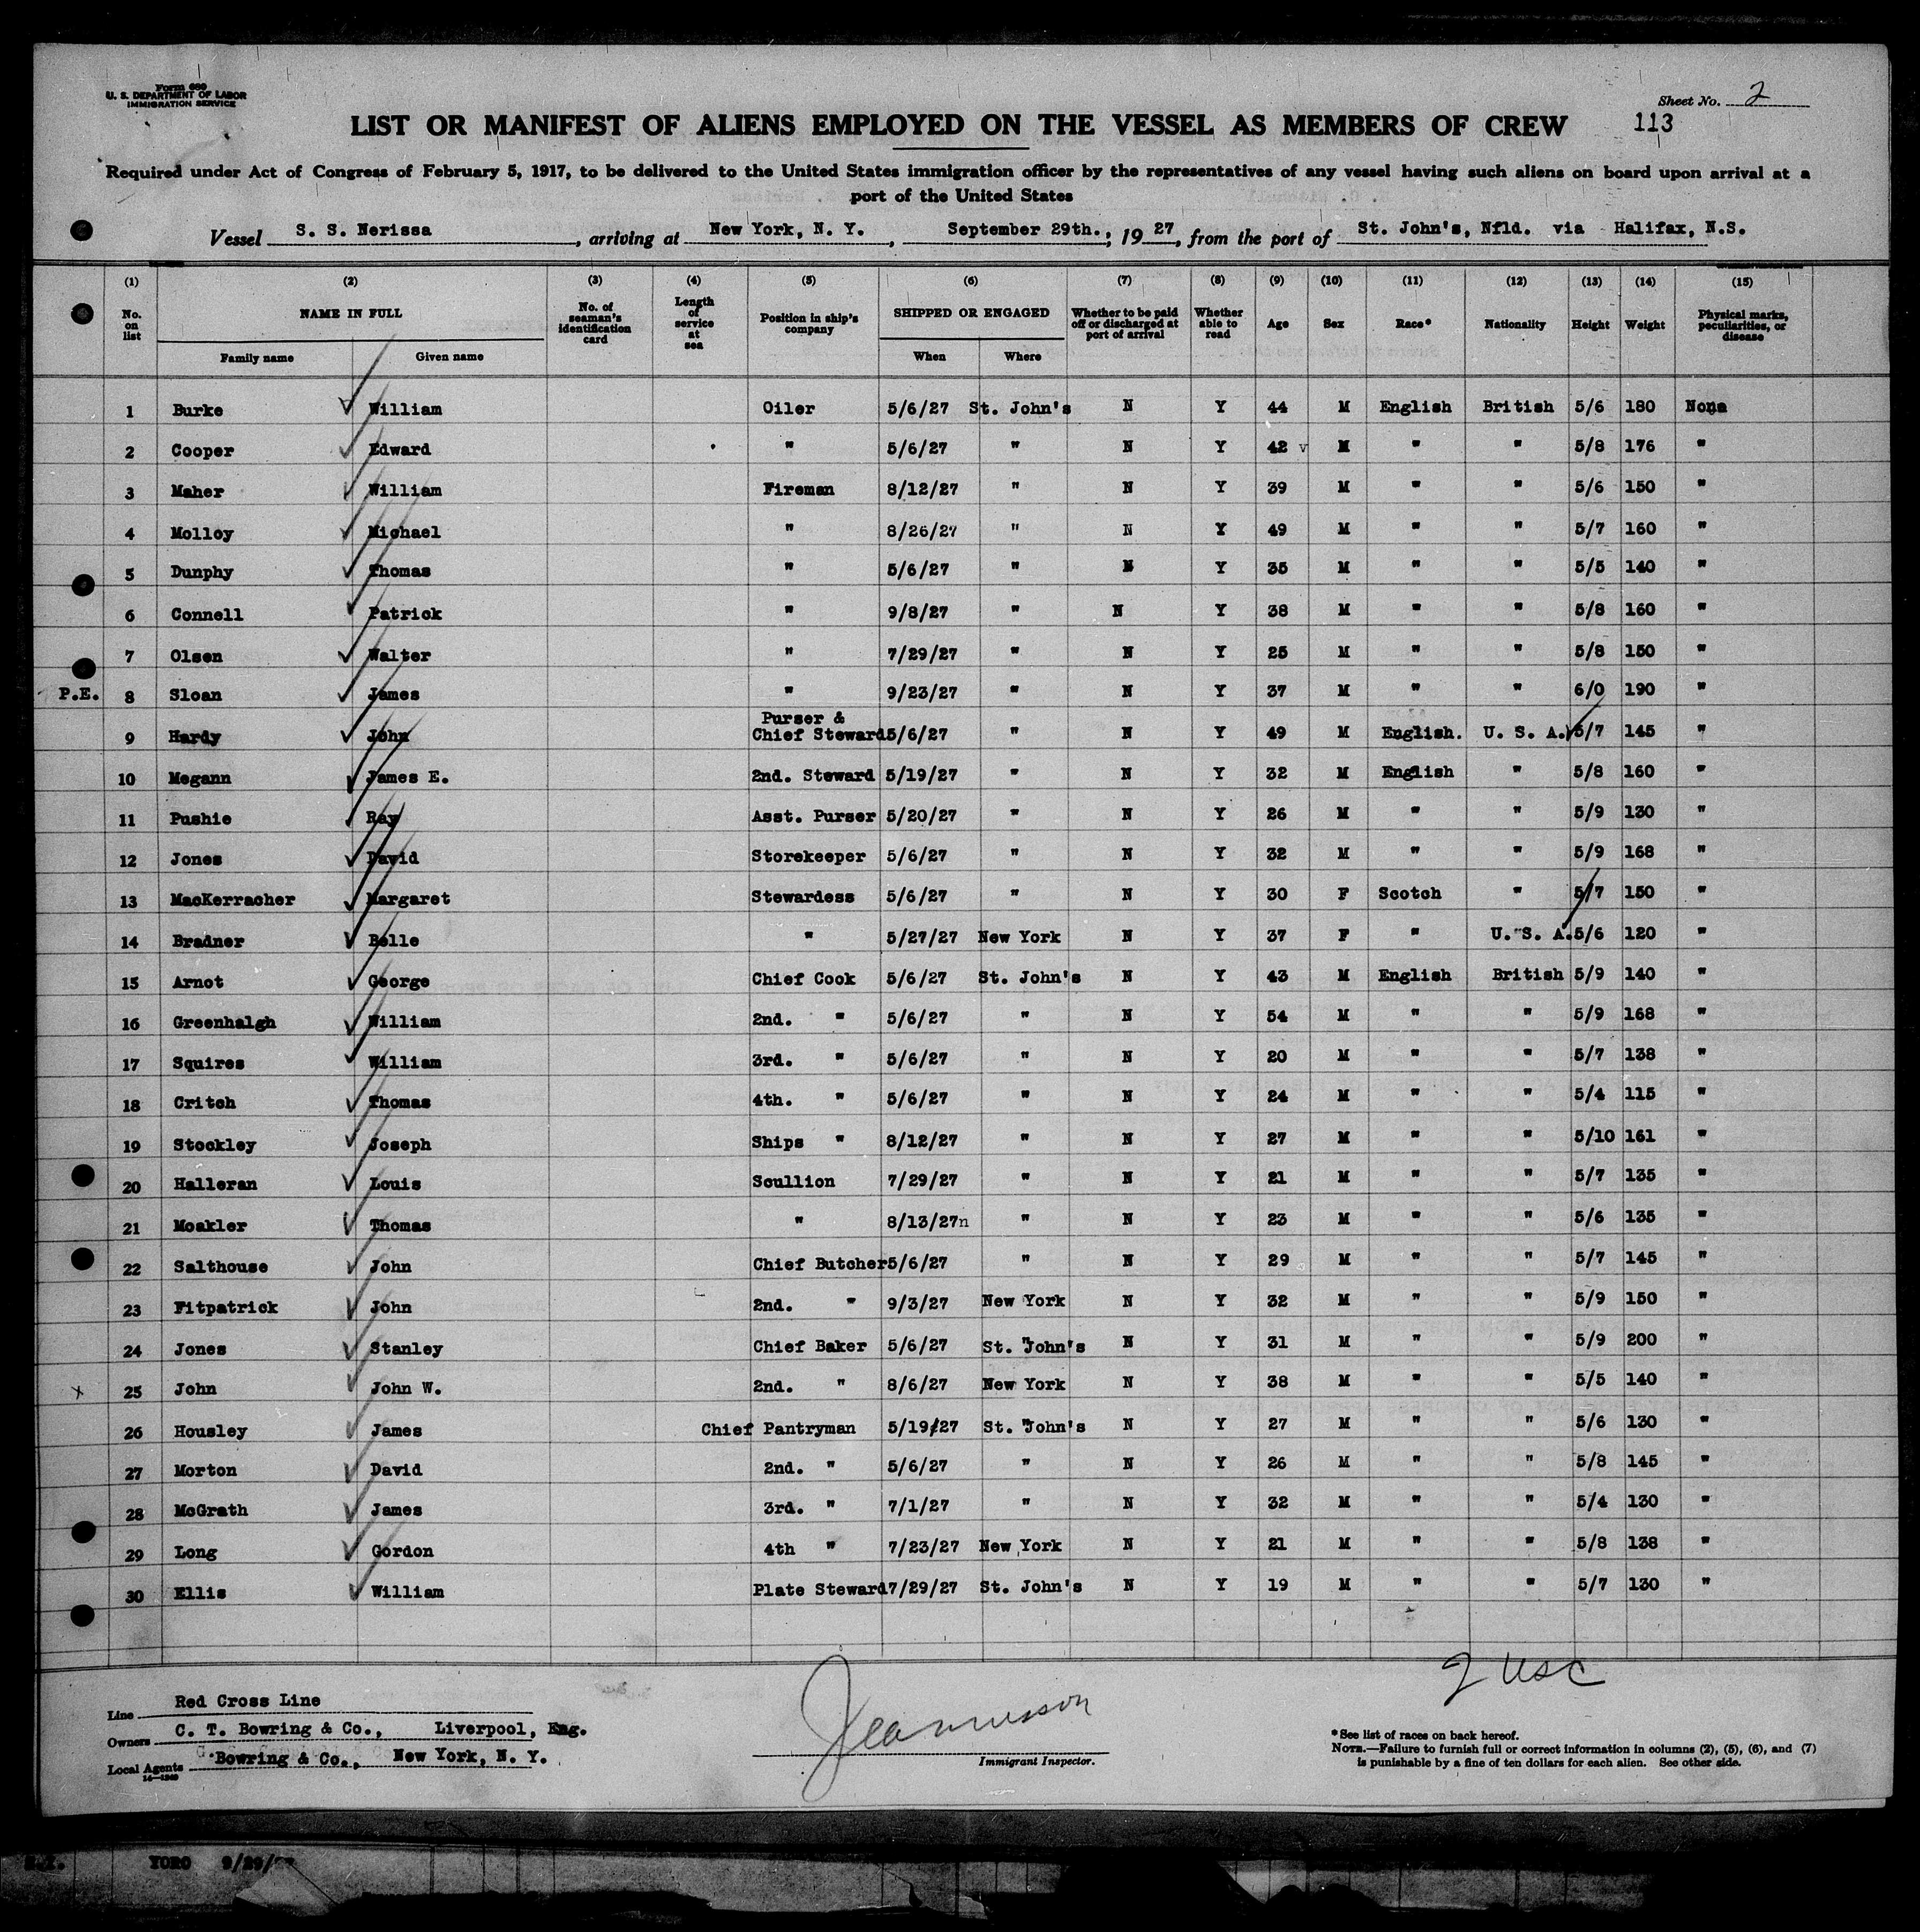 Form 680
U. S. DEPARTMENT OF LABOR
IMMIGRATION SERVICE
Sheet No. 2
LIST OR MANIFEST OF ALIENS EMPLOYED ON THE VESSEL AS MEMBERS OF CREW 113
Required under Act of Congress of February 5, 1917, to be delivered to the United States immigration officer by the representatives of any vessel having such aliens on board upon arrival at a
port of the United States
Vessel S. S. Nerissa, arriving at New York, N. Y., September 29th., 1927, from the port of St. John's, Nfld. via Halifax, N.S.
(1) (2) (3) (4) (5) (6) (7) (8) (9) (10) (11) (12) (13) (14) (15)
No. on list NAME IN FULL Family name Given name No. of seaman's identification card Length of service at sea Position in ship's company SHIPPED OR ENGAGED When Where Whether to be paid off or discharged at port of arrival Whether able to read Age Sex Race* Nationality Height Weight Physical marks, peculiarities, or disease
1 Burke William Oiler 5/6/27 St. John's N Y 44 M English British 5/6 180 None
2 Cooper Edward " 5/6/27 " N Y 42 M " " 5/8 176 "
3 Maher William Fireman 8/12/27 " N Y 39 M " " 5/6 150 "
4 Molloy Michael " 8/26/27 " N Y 49 M " " 5/7 160 "
5 Dunphy Thomas " 5/6/27 " N Y 35 M " " 5/5 140 "
6 Connell Patrick " 9/8/27 " N Y 38 M " " 5/8 160 "
7 Olsen Walter " 7/29/27 " N Y 25 M " " 5/8 150 "
P.E. 8 Sloan James " 9/23/27 " N Y 37 M " " 6/0 190 "
9 Hardy John Purser & Chief Steward 5/6/27 " N Y 49 M English. U. S. A. 5/7 145 "
10 Megann James E. 2nd. Steward 5/19/27 " N Y 32 M English " 5/8 160 "
11 Pushie Ray Asst. Purser 5/20/27 " N Y 26 M " " 5/9 130 "
12 Jones David Storekeeper 5/6/27 " N Y 32 M " " 5/9 168 "
13 MacKerracher Margaret Stewardess 5/6/27 " N Y 30 F Scotch " 5/7 150 "
14 Bradner Belle " 5/27/27 New York N Y 37 F " U. S. A. 5/6 120 "
15 Arnot George Chief Cook 5/6/27 St. John's N Y 43 M English British 5/9 140 "
16 Greenhalgh William 2nd. " 5/6/27 " N Y 54 M " " 5/9 168 "
17 Squires William 3rd. " 5/6/27 " N Y 20 M " " 5/7 138 "
18 Critch Thomas 4th. " 5/6/27 " N Y 24 M " " 5/4 115 "
19 Stockley Joseph Ships " 8/12/27 " N Y 27 M " " 5/10 161 "
20 Halleran Louis Scullion 7/29/27 " N Y 21 M " " 5/7 135 "
21 Moakler Thomas " 8/13/27n " N Y 23 M " " 5/6 135 "
22 Salthouse John Chief Butcher 5/6/27 " N Y 29 M " " 5/7 145 "
23 Fitpatrick John 2nd. " 9/3/27 New York N Y 32 M " " 5/9 150 "
24 Jones Stanley Chief Baker 5/6/27 St. John's N Y 31 M " " 5/9 200 "
x 25 John John W. 2nd. " 8/6/27 New York N Y 38 M " " 5/5 140 "
26 Housley James Chief Pantryman 5/19/27 St. John's N Y 27 M " " 5/6 130 "
27 Morton David 2nd. " 5/6/27 " N Y 26 M " " 5/8 145 "
28 McGrath James 3rd. " 7/1/27 " N Y 32 M " " 5/4 130 "
29 Long Gordon 4th " 7/23/27 New York N Y 21 M " " 5/8 138 "
30 Ellis William Plate Steward 7/29/27 St. John's N Y 19 M " " 5/7 130 "
2 USC
Line Red Cross Line
Owners C. T. Bowring & Co., Liverpool, Eng.
Local Agents Bowring & Co., New York, N. Y.
14—1940
Immigrant Inspector.
*See list of races on back hereof.
NOTE.—Failure to furnish full or correct information in columns (2), (5), (6), and (7)
is punishable by a fine of ten dollars for each alien. See other side.
YORO 9/29/